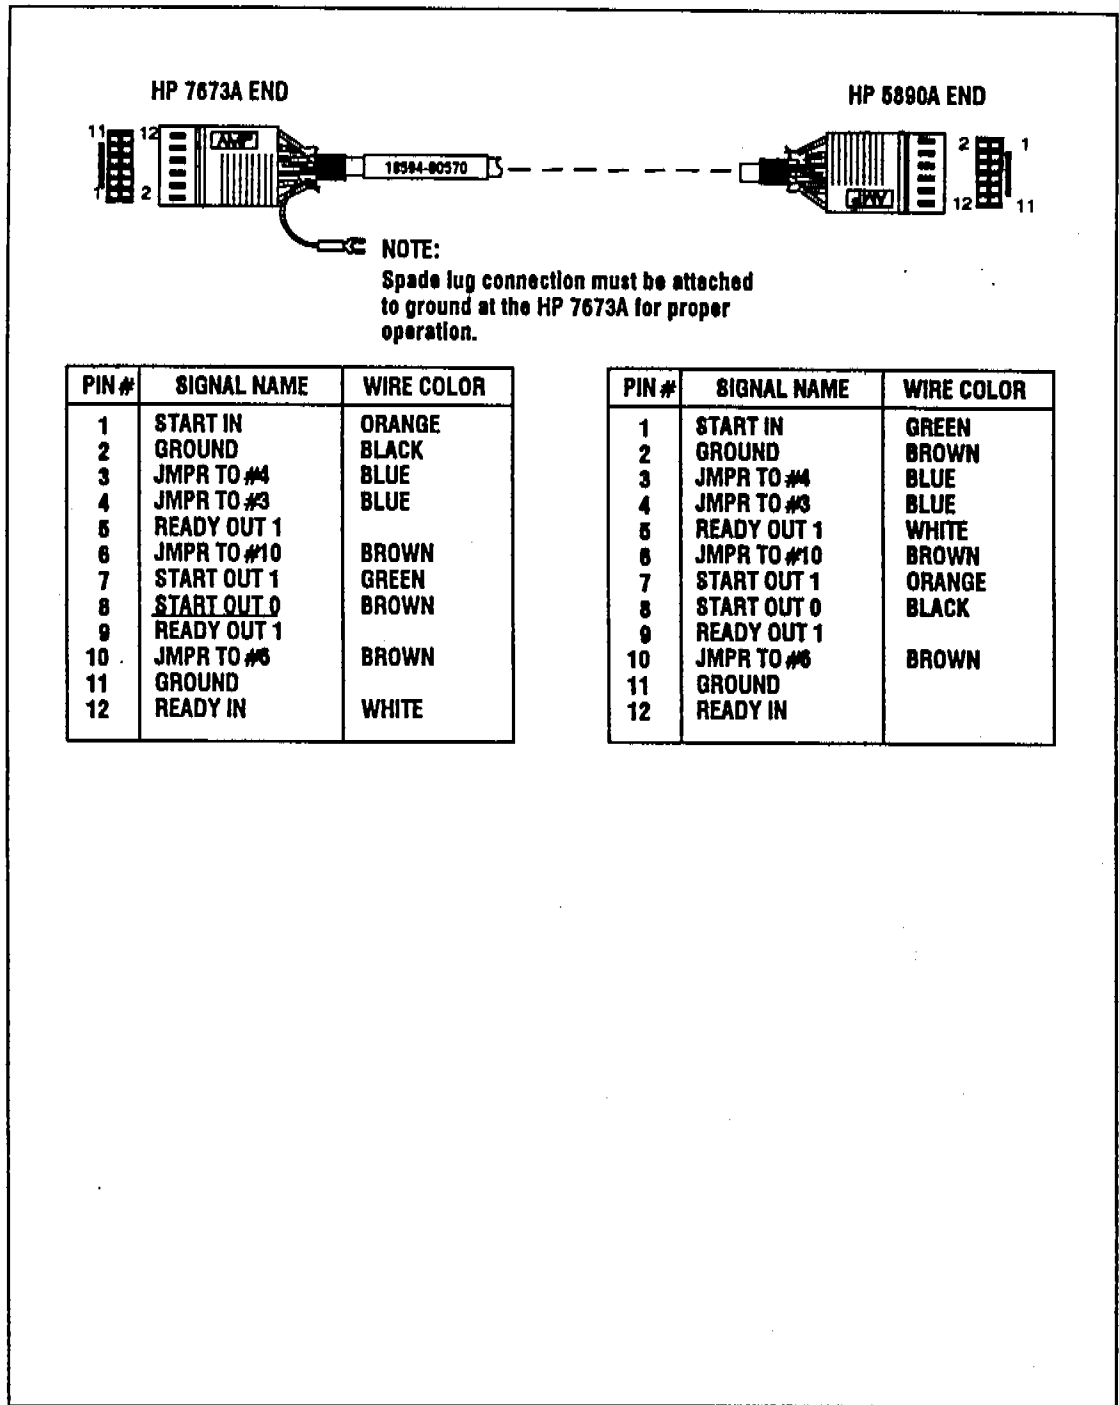 HP 7673A END
HP 5890A END
11 12
AMP
1 2
18594-80570
2 1
AMP
12 11
NOTE:
Spade lug connection must be attached
to ground at the HP 7673A for proper
operation.
PIN # SIGNAL NAME WIRE COLOR
1 START IN ORANGE
2 GROUND BLACK
3 JMPR TO #4 BLUE
4 JMPR TO #3 BLUE
5 READY OUT 1
6 JMPR TO #10 BROWN
7 START OUT 1 GREEN
8 START OUT 0 BROWN
9 READY OUT 1
10 JMPR TO #6 BROWN
11 GROUND
12 READY IN WHITE
PIN # SIGNAL NAME WIRE COLOR
1 START IN GREEN
2 GROUND BROWN
3 JMPR TO #4 BLUE
4 JMPR TO #3 BLUE
5 READY OUT 1 WHITE
6 JMPR TO #10 BROWN
7 START OUT 1 ORANGE
8 START OUT 0 BLACK
9 READY OUT 1
10 JMPR TO #6 BROWN
11 GROUND
12 READY IN